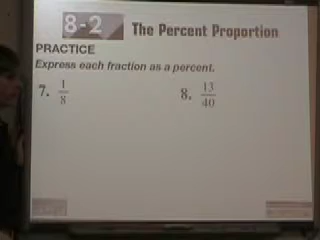 8-2 The Percent Proportion
PRACTICE
Express each fraction as a percent.
7. 1/8 8. 13/40